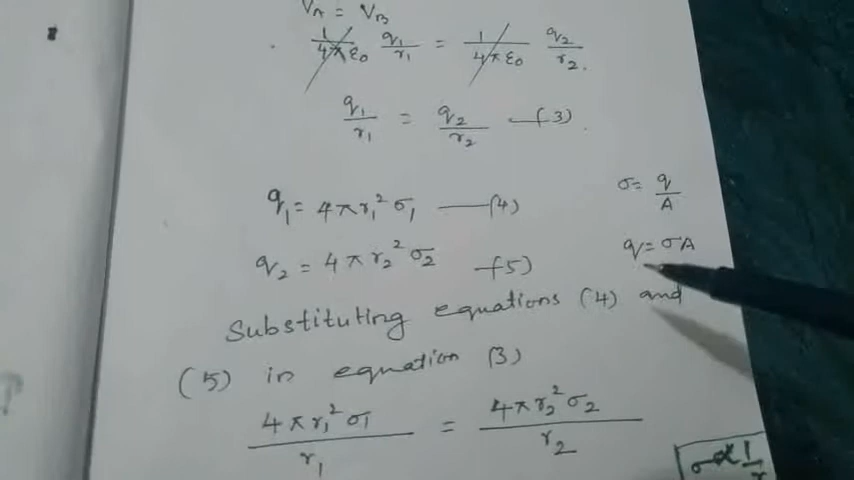 V_A = V_B
1/4πε₀ q₁/r₁ = 1/4πε₀ q₂/r₂.
q₁/r₁ = q₂/r₂ —(3)
σ = q/A
q₁ = 4πr₁²σ₁ —(4)
q = σA
q₂ = 4πr₂²σ₂ —(5)
Substituting equations (4) and
(5) in equation (3)
4πr₁²σ₁/r₁ = 4πr₂²σ₂/r₂
σ∝1/r